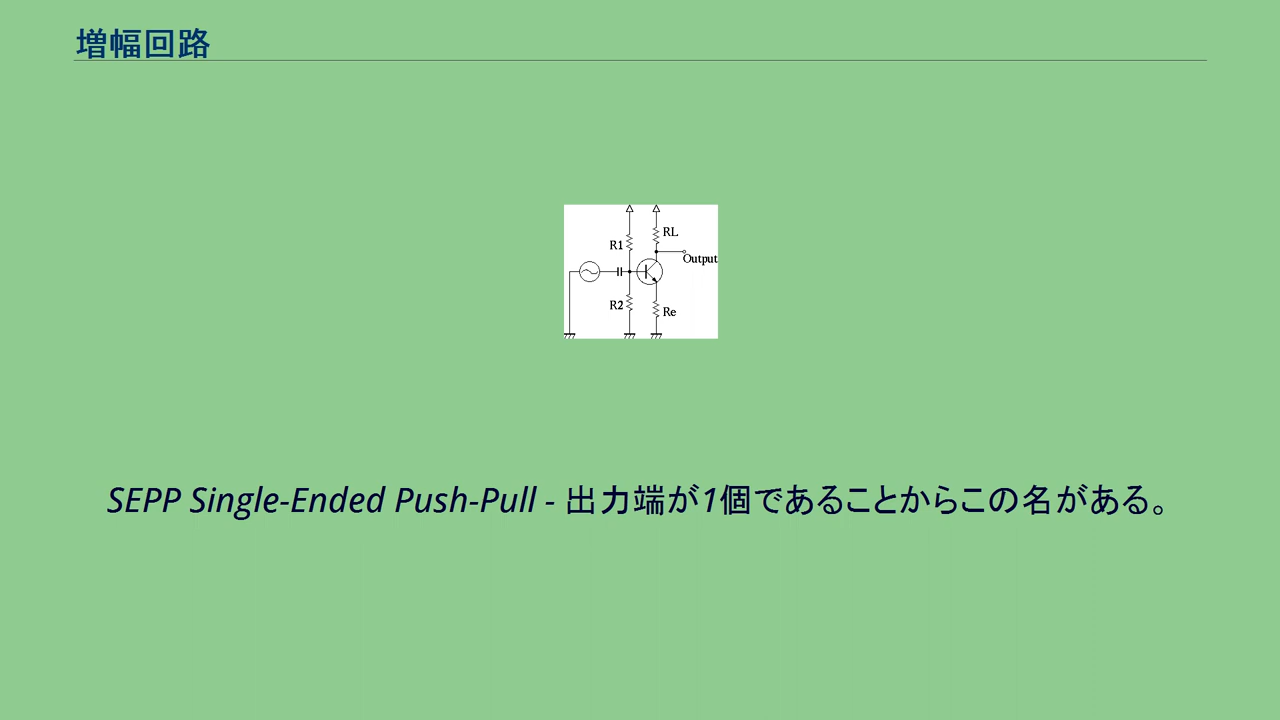 増幅回路
R1
RL
Output
R2
Re
SEPP Single-Ended Push-Pull - 出力端が1個であることからこの名がある。